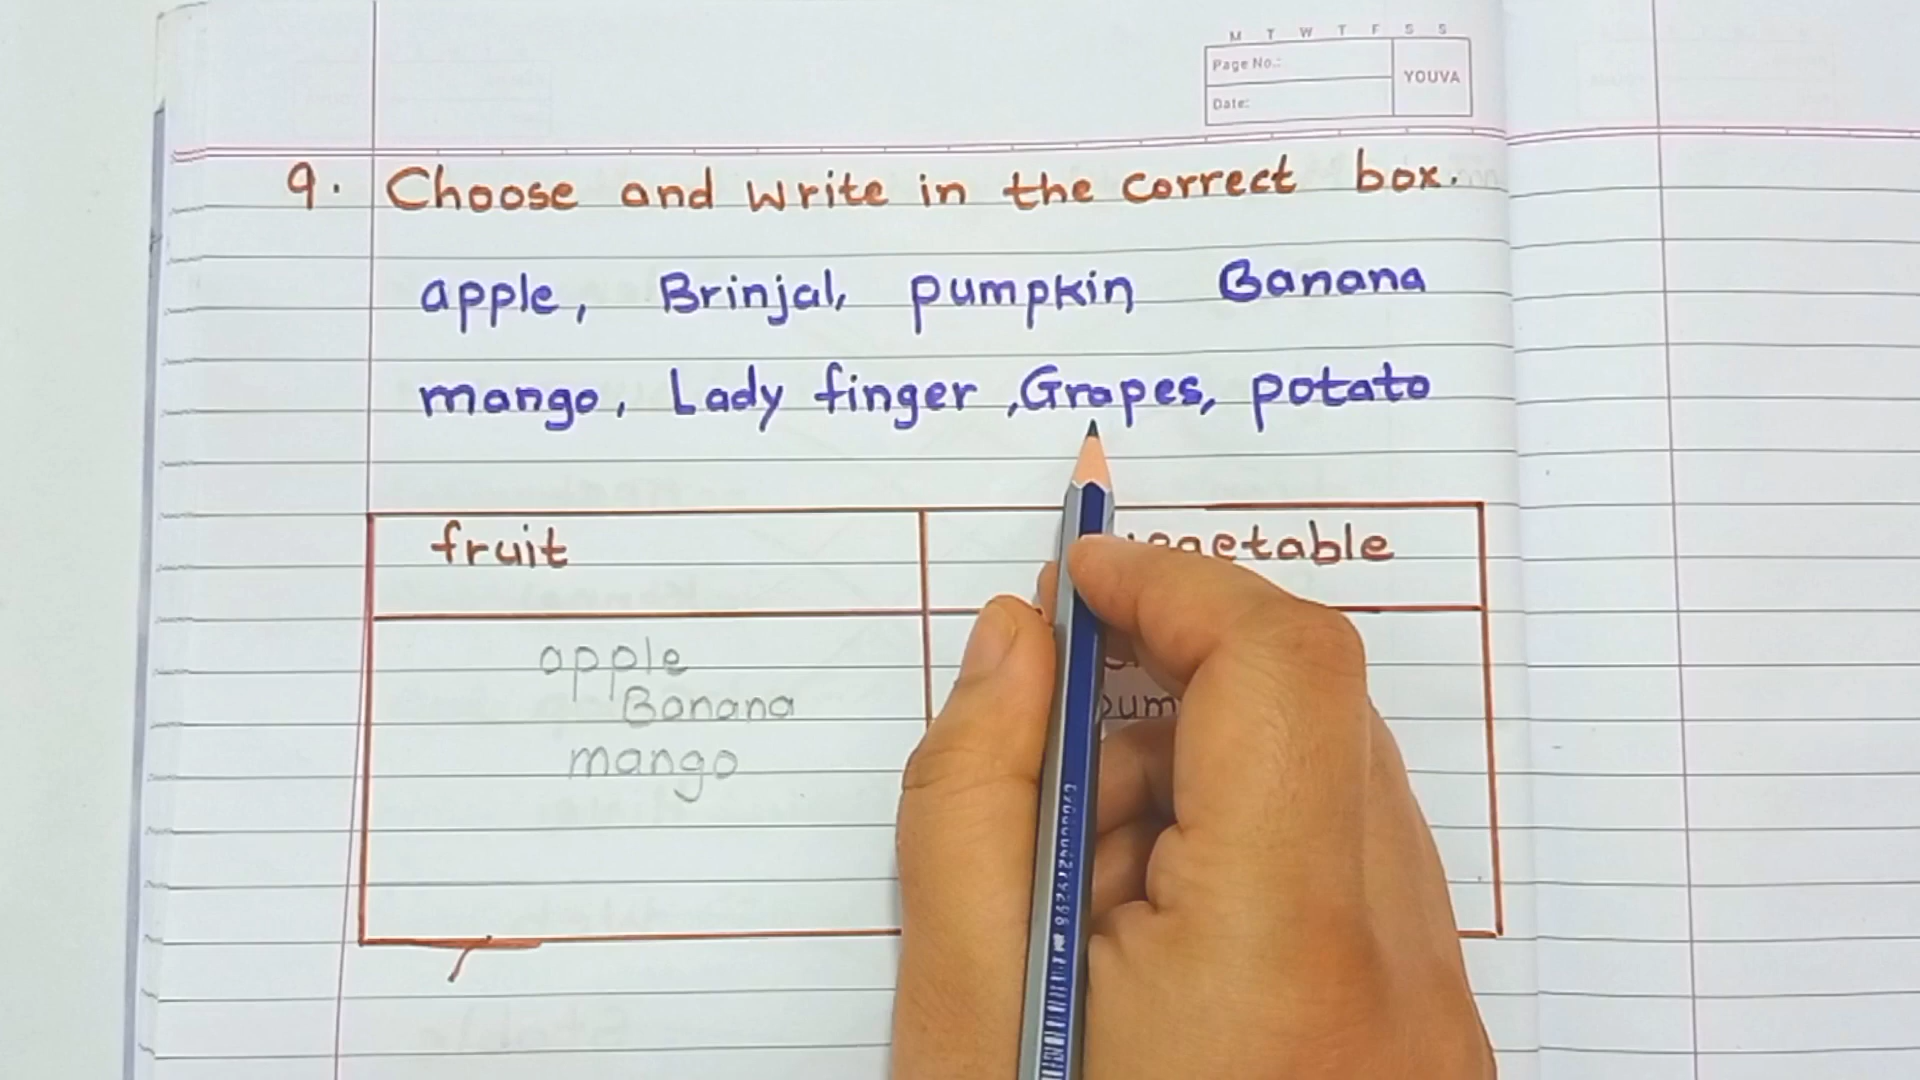 M T W T F S S
Page No.:
YOUVA
Date:
9. Choose and write in the correct box.
apple, Brinjal, pumpkin Banana
mango, Lady finger ,Grapes, potato
fruit
apple
Banana
mango